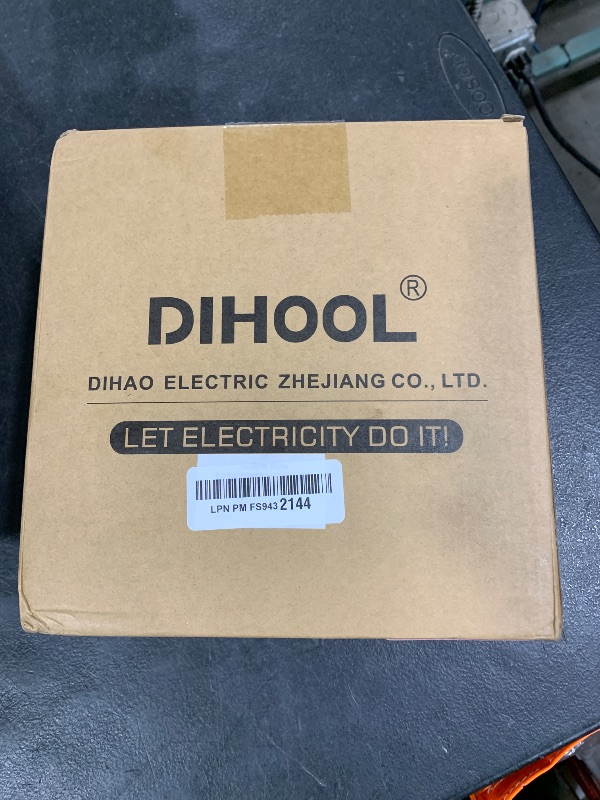 DIHOOL®
DIHAO ELECTRIC ZHEJIANG CO., LTD.
LET ELECTRICITY DO IT!
LPN PM FS943 2144